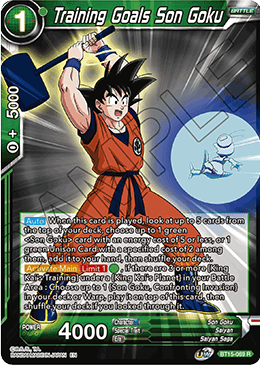 1
Training Goals Son Goku
BATTLE
0 + 5000
Auto When this card is played, look at up to 5 cards from
the top of your deck, choose up to 1 green
<Son Goku> card with an energy cost of 5 or less, or 1
green Unison Card with a specified cost of 2 among
them, add it to your hand, then shuffle your deck.
Activate:Main Limit 1 , if there are 3 or more [King
Kai's Training] under a [King Kai's Planet] in your Battle
Area : Choose up to 1 [Son Goku, Confronting Invasion]
in your deck or Warp, play it on top of this card, then
shuffle your deck if you looked through it.
POWER
4000
Character
Son Goku
Special Trait
Saiyan
Era
Saiyan Saga
BT15-069 R